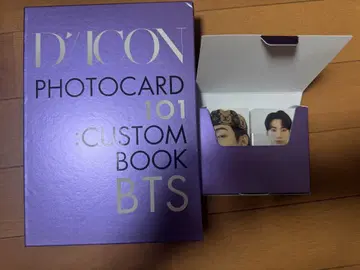 D/ICON
PHOTOCARD
101
:CUSTOM
BOOK
BTS